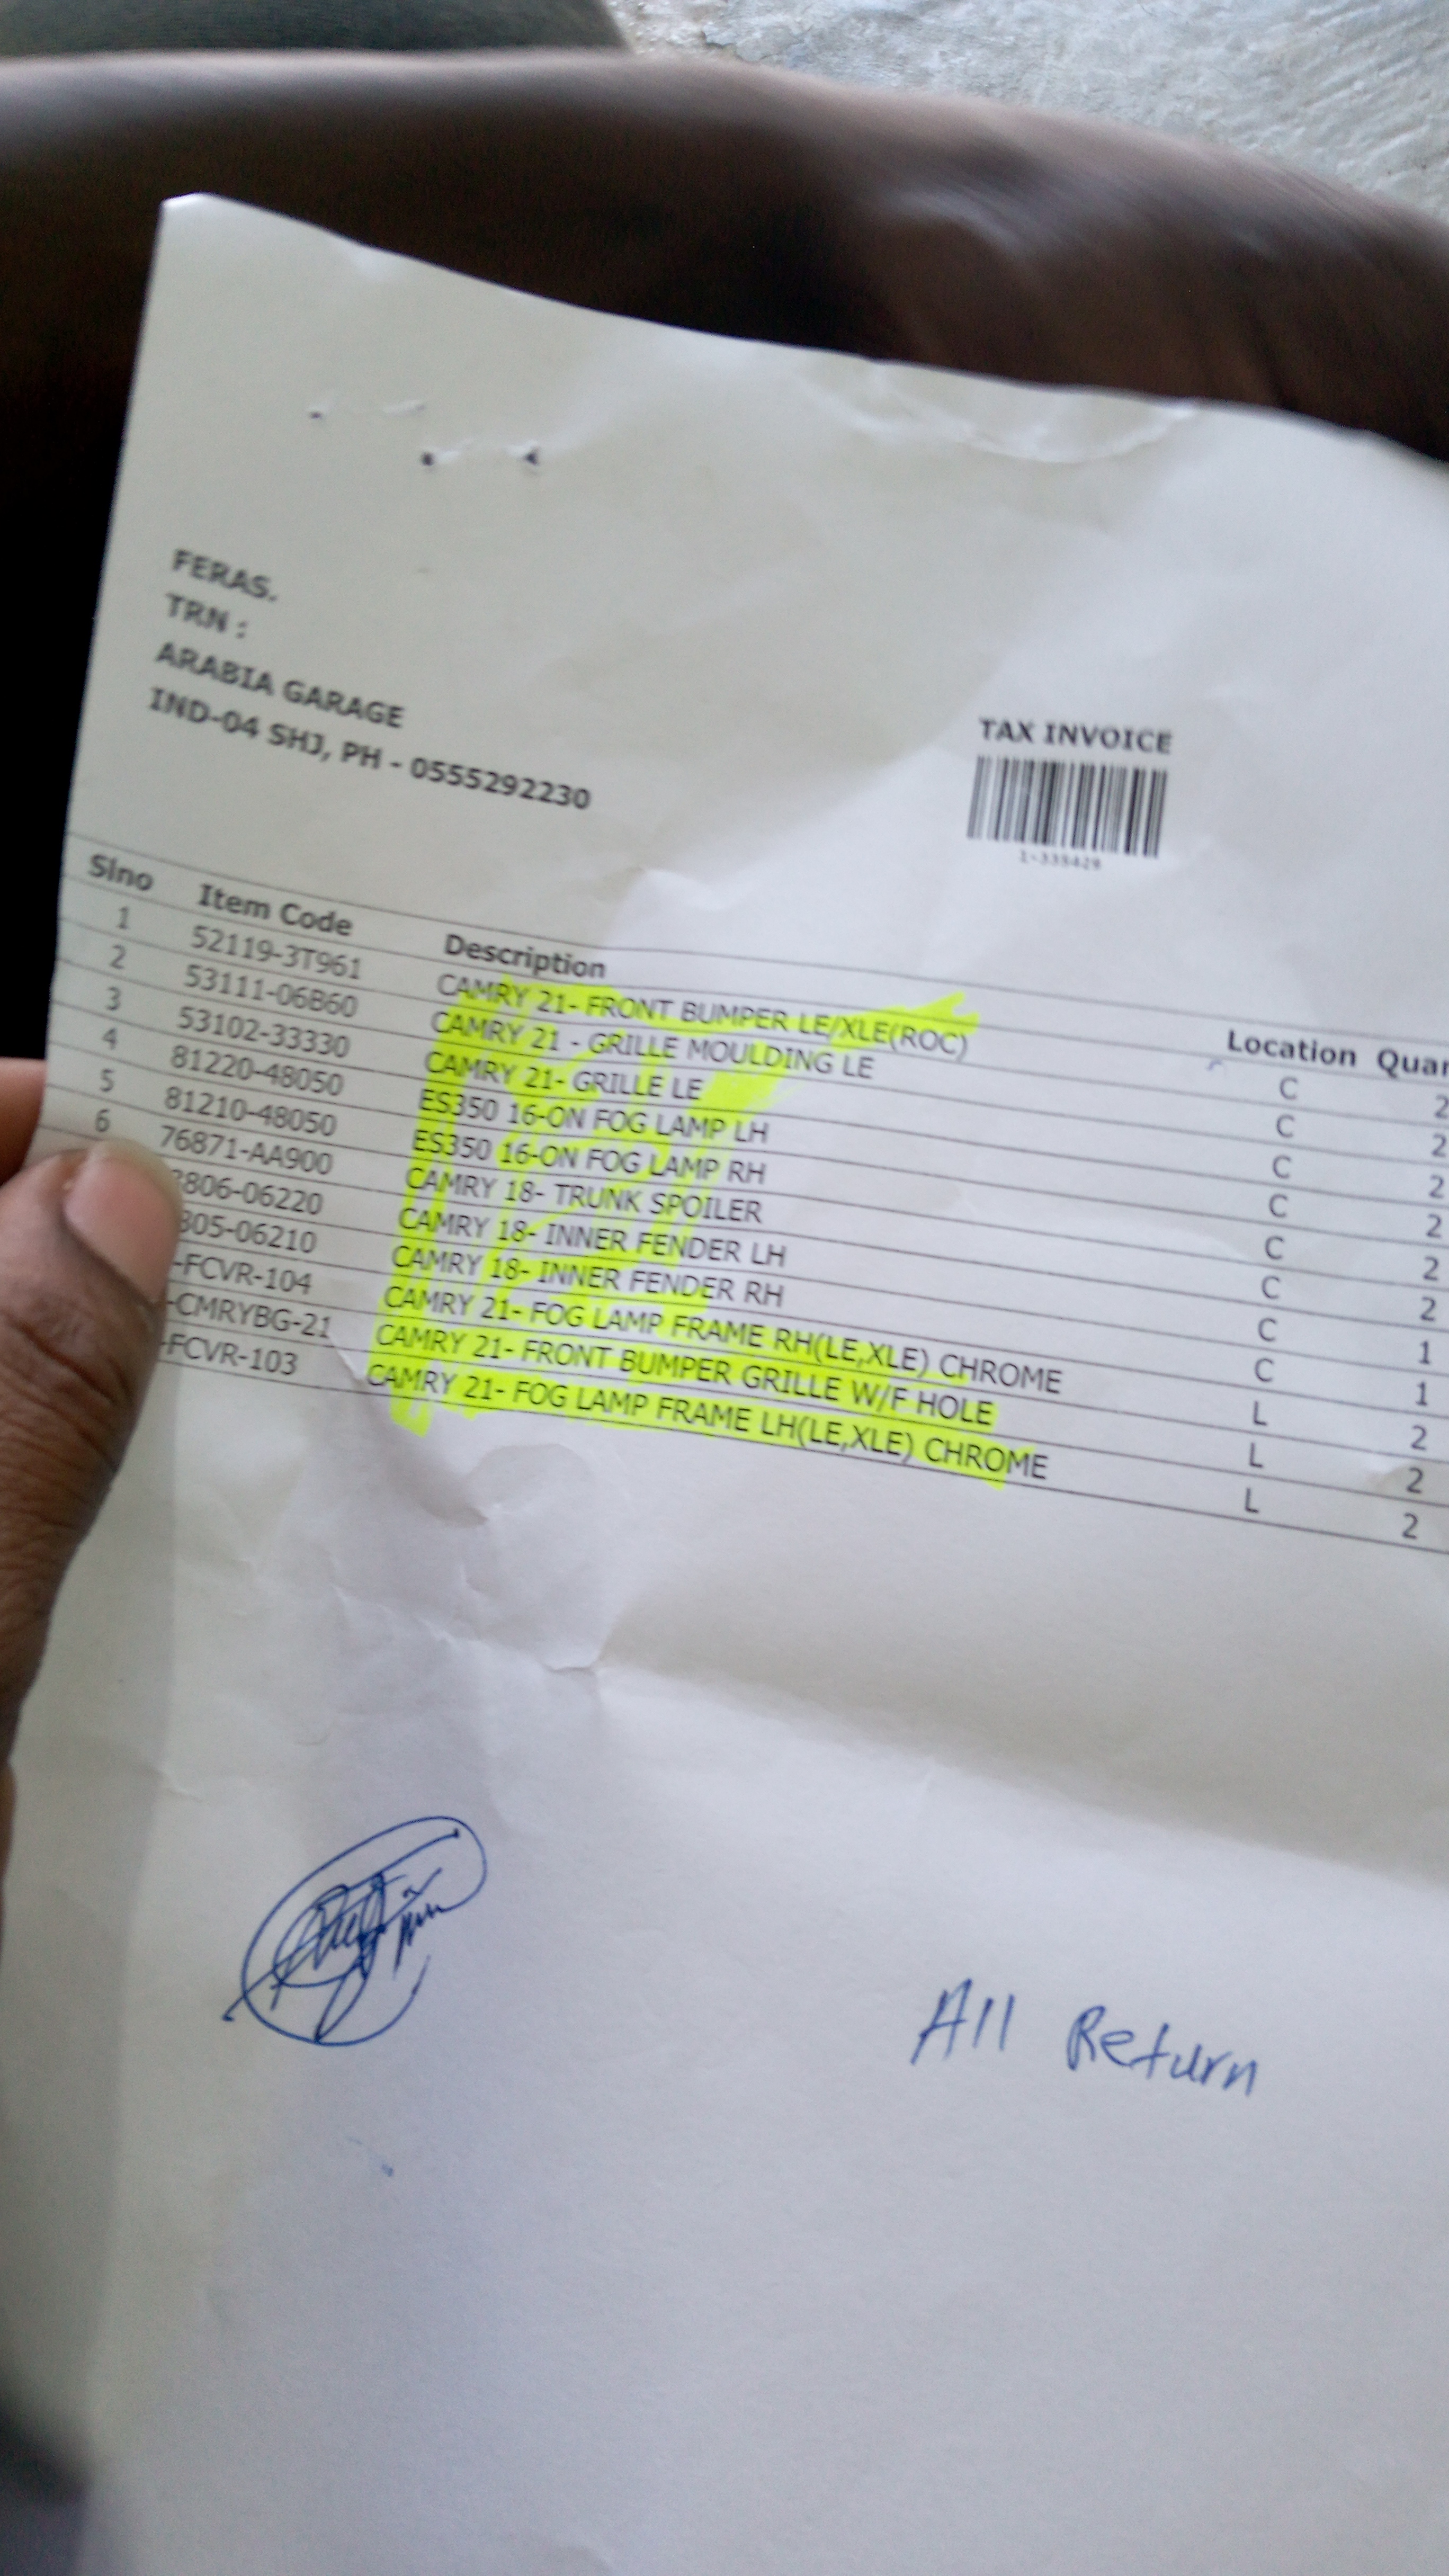 FERAS.
TRN :
ARABIA GARAGE
IND-04 SHJ, PH - 0555292230
TAX INVOICE
1-335429
Slno Item Code Description Location Quan
1 52119-3T961 CAMRY 21- FRONT BUMPER LE/XLE(ROC) C 2
2 53111-06B60 CAMRY 21 - GRILLE MOULDING LE C 2
3 53102-33330 CAMRY 21- GRILLE LE C 2
4 81220-48050 ES350 16-ON FOG LAMP LH C 2
5 81210-48050 ES350 16-ON FOG LAMP RH C 2
6 76871-AA900 CAMRY 18- TRUNK SPOILER C 2
806-06220 CAMRY 18- INNER FENDER LH C 1
805-06210 CAMRY 18- INNER FENDER RH C 1
-FCVR-104 CAMRY 21- FOG LAMP FRAME RH(LE,XLE) CHROME L 2
-CMRYBG-21 CAMRY 21- FRONT BUMPER GRILLE W/F HOLE L 2
-FCVR-103 CAMRY 21- FOG LAMP FRAME LH(LE,XLE) CHROME L 2
All Return